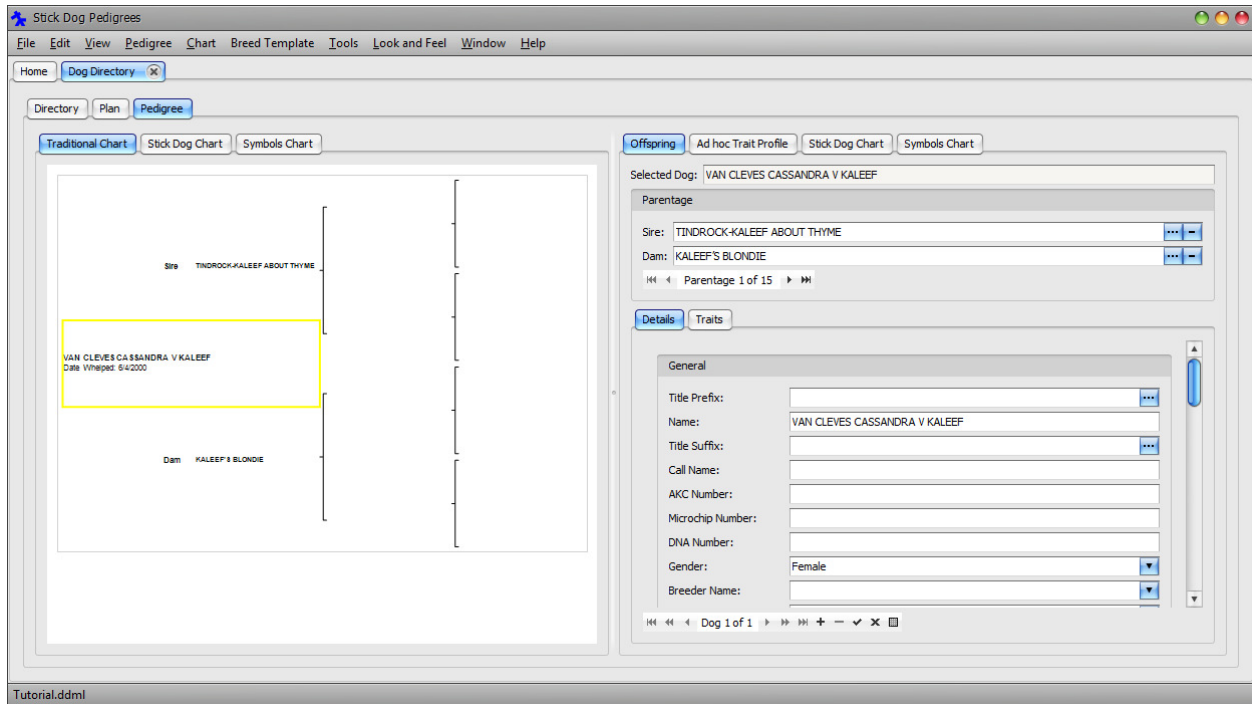 Stick Dog Pedigrees
File Edit View Pedigree Chart Breed Template Tools Look and Feel Window Help
Home Dog Directory
Directory Plan Pedigree
Traditional Chart Stick Dog Chart Symbols Chart
Sire TINDROCK-KALEEF ABOUT THYME
VAN CLEVES CASSANDRA V KALEEF
Date Whelped: 6/4/2000
Dam KALEEF'S BLONDIE
Offspring Ad hoc Trait Profile Stick Dog Chart Symbols Chart
Selected Dog: VAN CLEVES CASSANDRA V KALEEF
Parentage
Sire: TINDROCK-KALEEF ABOUT THYME
Dam: KALEEF'S BLONDIE
Parentage 1 of 15
Details Traits
General
Title Prefix:
Name: VAN CLEVES CASSANDRA V KALEEF
Title Suffix:
Call Name:
AKC Number:
Microchip Number:
DNA Number:
Gender: Female
Breeder Name:
Dog 1 of 1
Tutorial.ddml